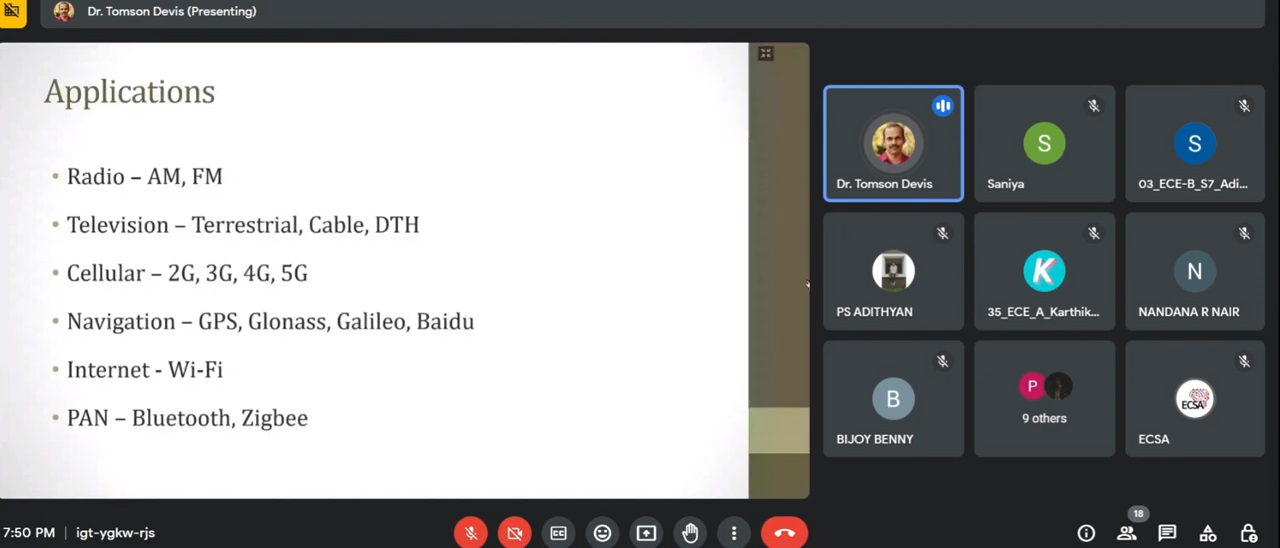 Dr. Tomson Devis (Presenting)
Applications
• Radio – AM, FM
• Television – Terrestrial, Cable, DTH
• Cellular – 2G, 3G, 4G, 5G
• Navigation – GPS, Glonass, Galileo, Baidu
• Internet - Wi-Fi
• PAN – Bluetooth, Zigbee
Dr. Tomson Devis
S
Saniya
S
03_ECE-B_S7_Adi...
PS ADITHYAN
K
35_ECE_A_Karthik...
N
NANDANA R NAIR
B
BIJOY BENNY
P
9 others
ECSA
ECSA
7:50 PM | igt-ygkw-rjs
CC
18